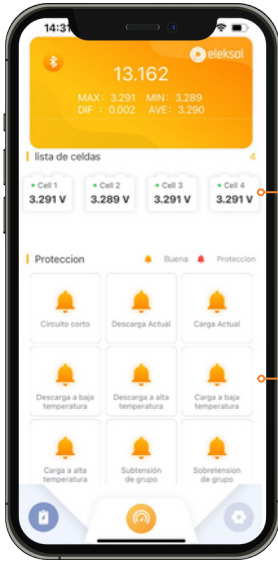 14:31
eleksol
13.162
MAX: 3.291 MIN: 3.289
DIF : 0.002 AVE: 3.290
lista de celdas 4
Cell 1 Cell 2 Cell 3 Cell 4
3.291 V 3.289 V 3.291 V 3.291 V
Proteccion Buena Proteccion
Circuito corto Descarga Actual Carga Actual
Descarga a baja temperatura
Descarga a alta temperatura
Carga a baja temperatura
Carga a alta temperatura
Subtensión de grupo
Sobretension de grupo